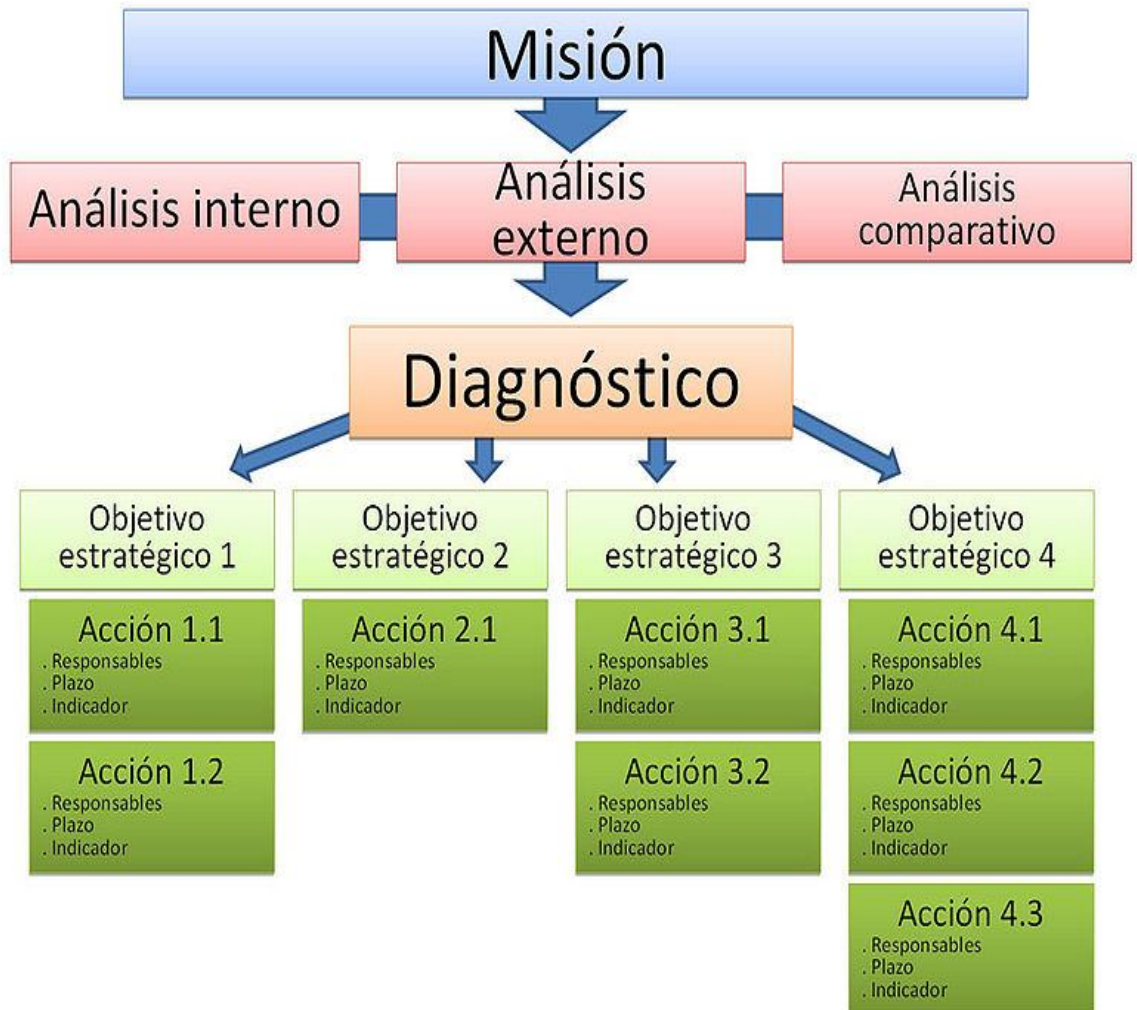 Misión
Análisis interno
Análisis
externo
Análisis
comparativo
Diagnóstico
Objetivo
estratégico 1
Objetivo
estratégico 2
Objetivo
estratégico 3
Objetivo
estratégico 4
Acción 1.1
. Responsables
. Plazo
. Indicador
Acción 2.1
. Responsables
. Plazo
. Indicador
Acción 3.1
. Responsables
. Plazo
. Indicador
Acción 4.1
. Responsables
. Plazo
. Indicador
Acción 1.2
. Responsables
. Plazo
. Indicador
Acción 3.2
. Responsables
. Plazo
. Indicador
Acción 4.2
. Responsables
. Plazo
. Indicador
Acción 4.3
. Responsables
. Plazo
. Indicador